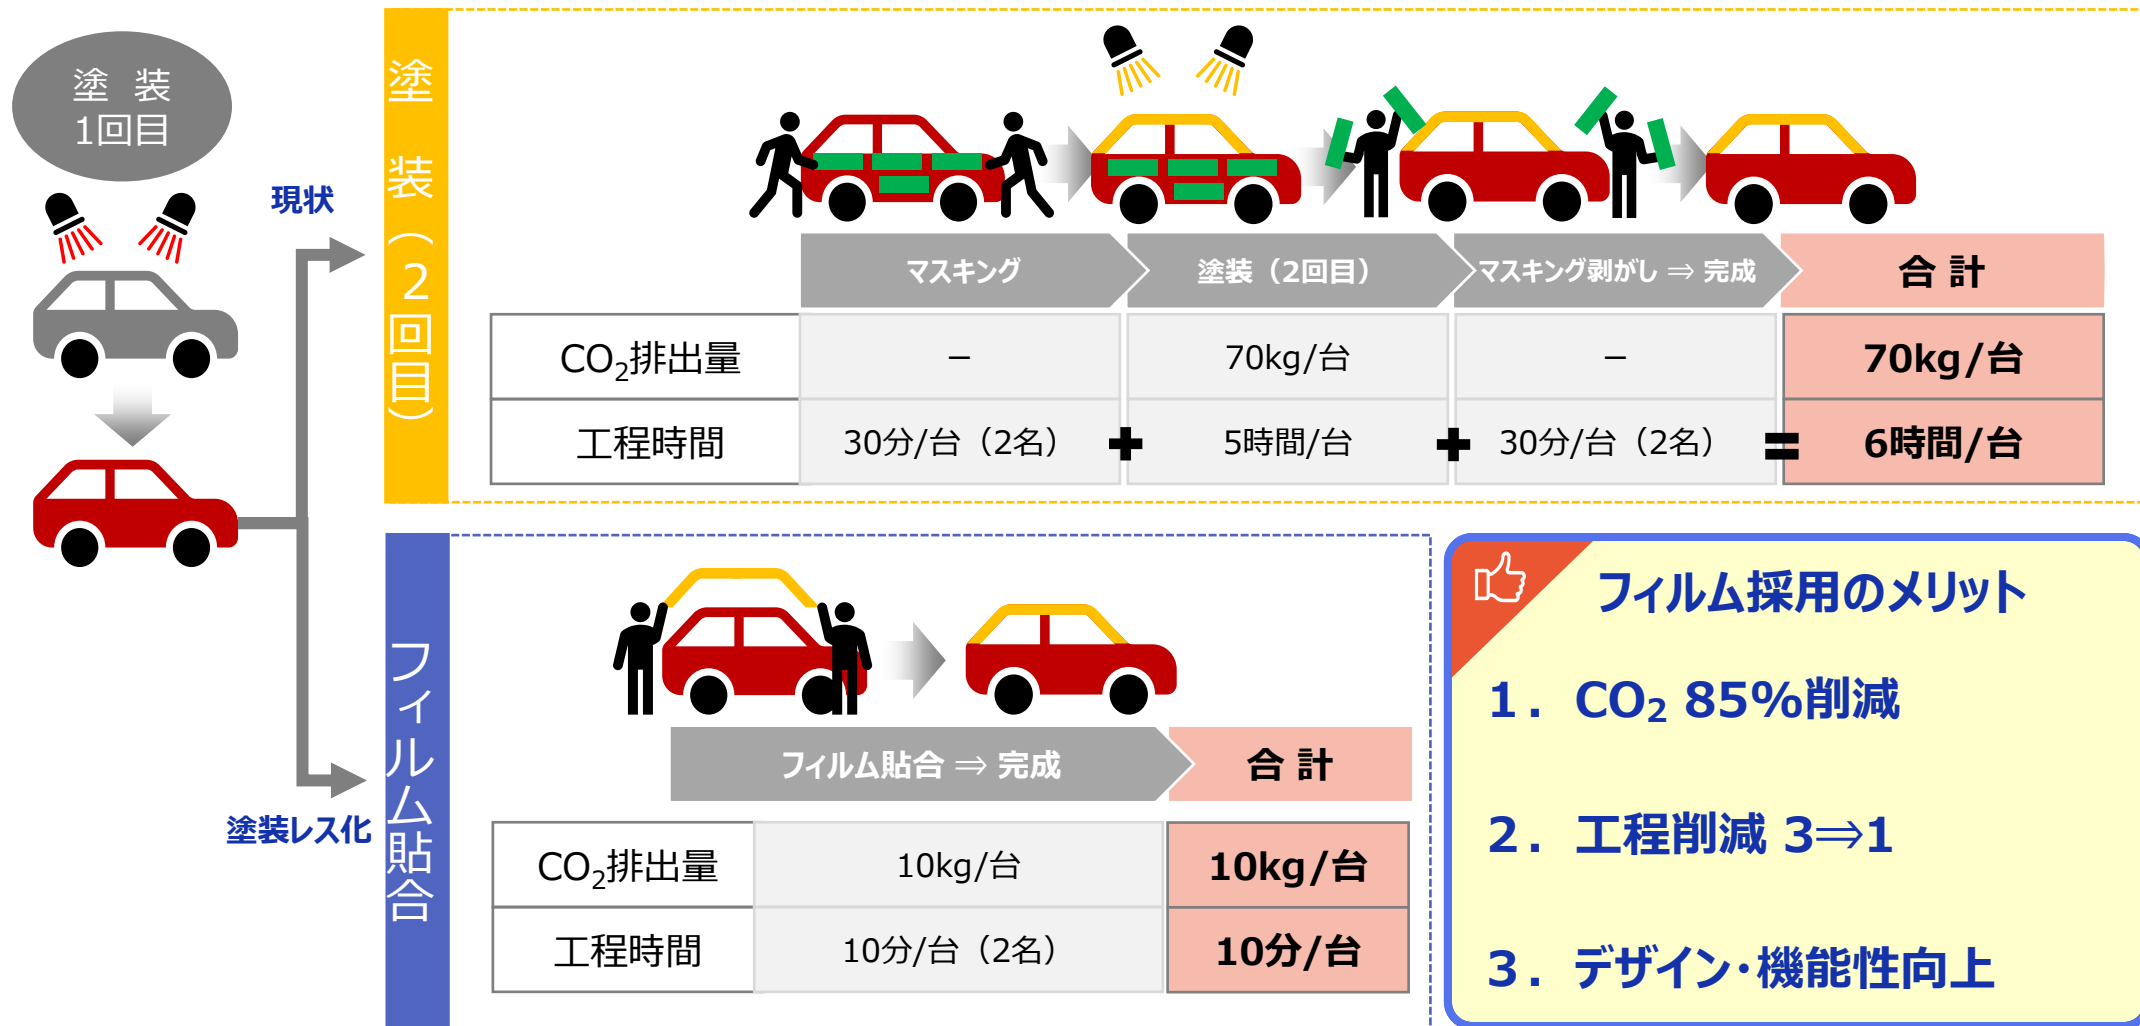 塗 装
1回目
現状
塗装レス化
塗 装（２回目）
マスキング
塗装（2回目）
マスキング剥がし ⇒ 完成
合 計
CO₂排出量
－
70kg/台
－
70kg/台
工程時間
30分/台（2名）
+
5時間/台
+
30分/台（2名）
=
6時間/台
フィルム貼合
フィルム貼合 ⇒ 完成
合 計
CO₂排出量
10kg/台
10kg/台
工程時間
10分/台（2名）
10分/台
フィルム採用のメリット
1. CO₂ 85%削減
2. 工程削減 3⇒1
3. デザイン・機能性向上